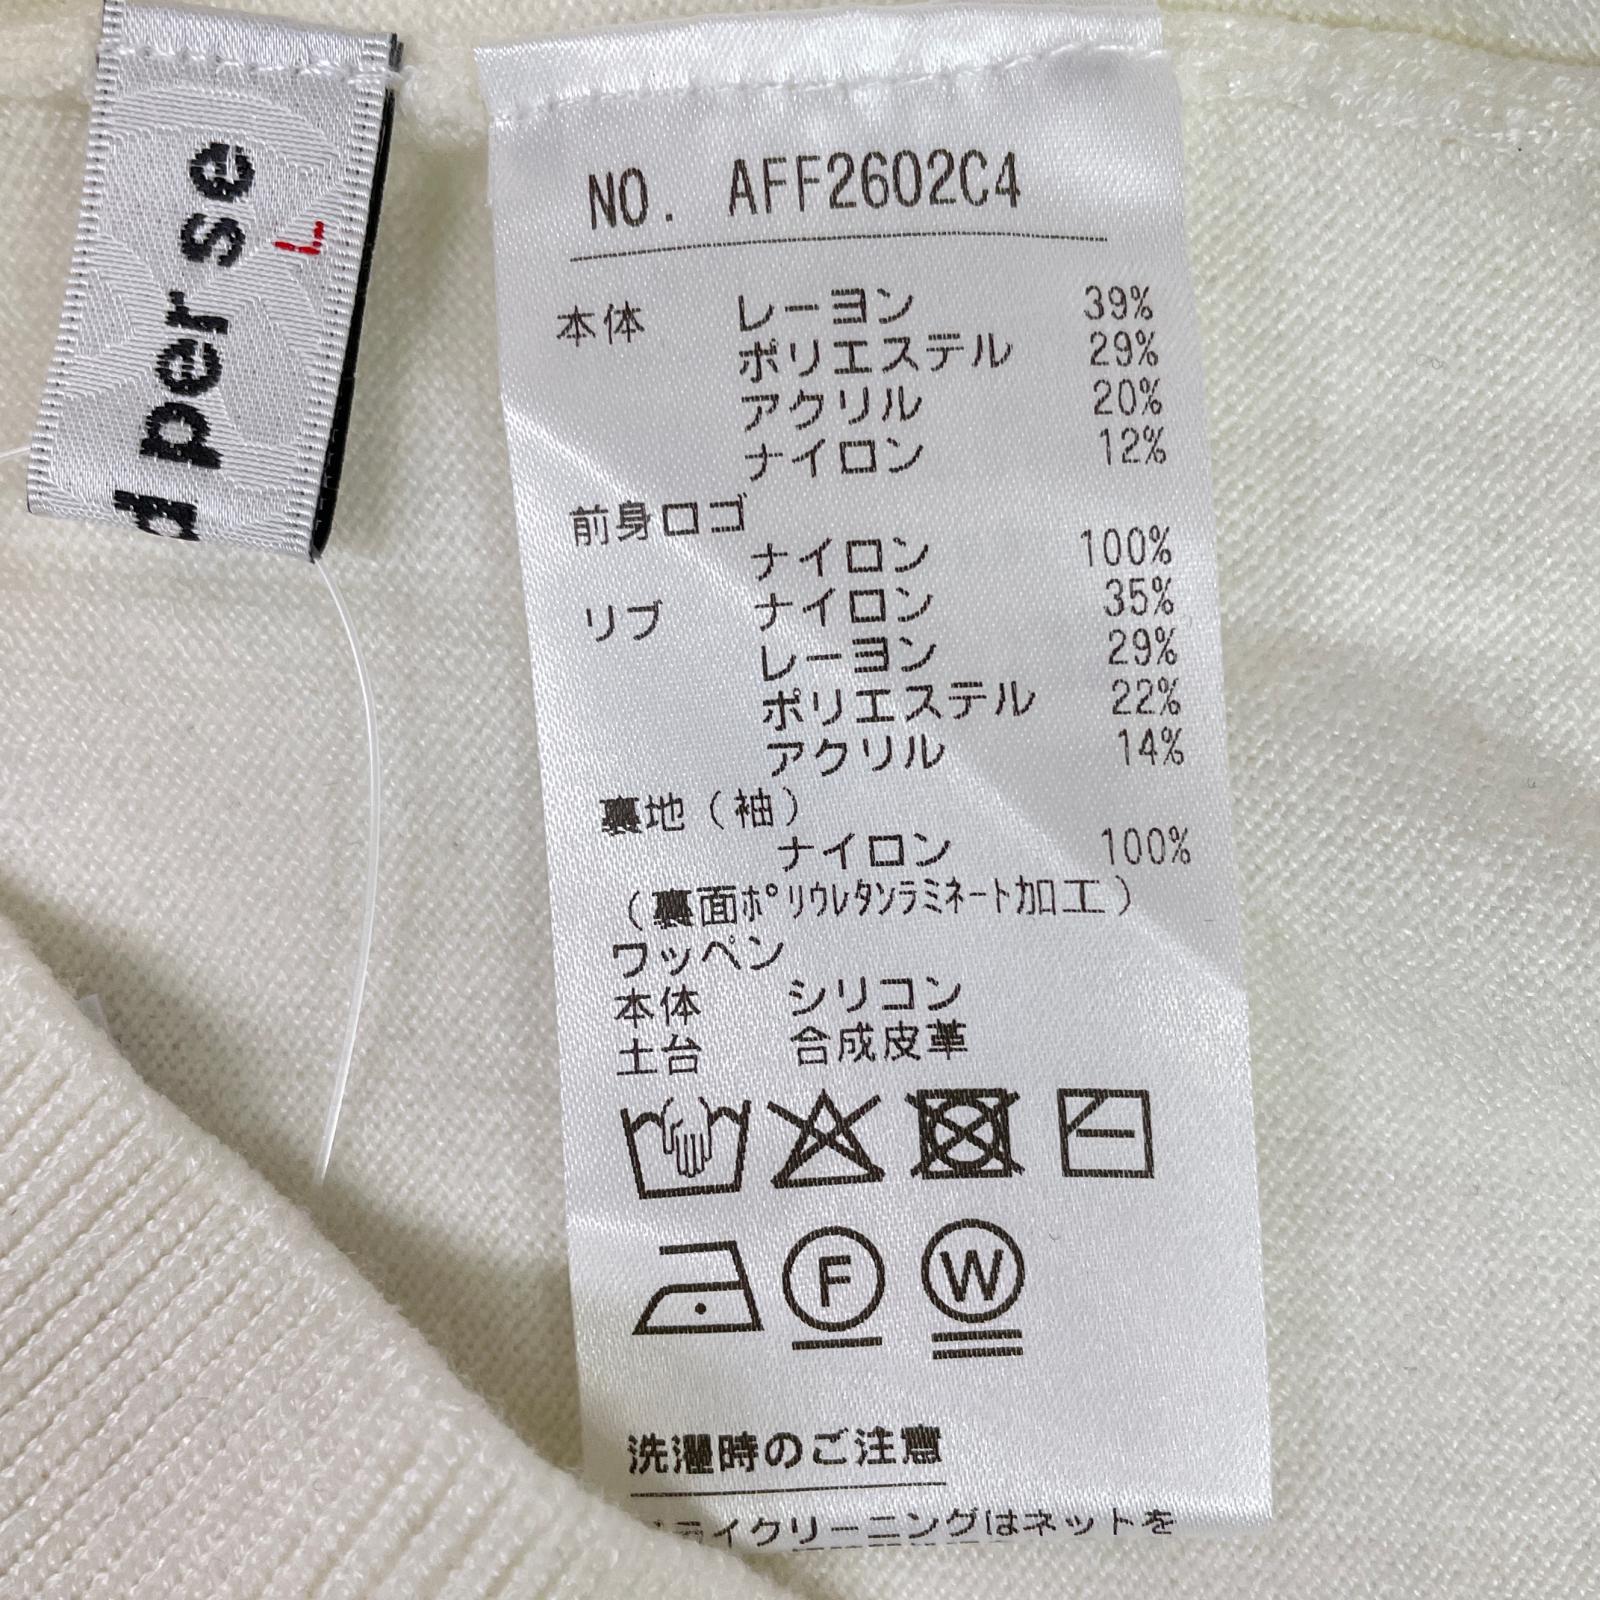 d per se
NO. AFF2602C4
本体 レーヨン 39%
ポリエステル 29%
アクリル 20%
ナイロン 12%
前身ロゴ
ナイロン 100%
リブ ナイロン 35%
レーヨン 29%
ポリエステル 22%
アクリル 14%
裏地(袖)
ナイロン 100%
(裏面ポリウレタンラミネート加工)
ワッペン
本体 シリコン
土台 合成皮革
F W
洗濯時のご注意
ライクリーニングはネットを